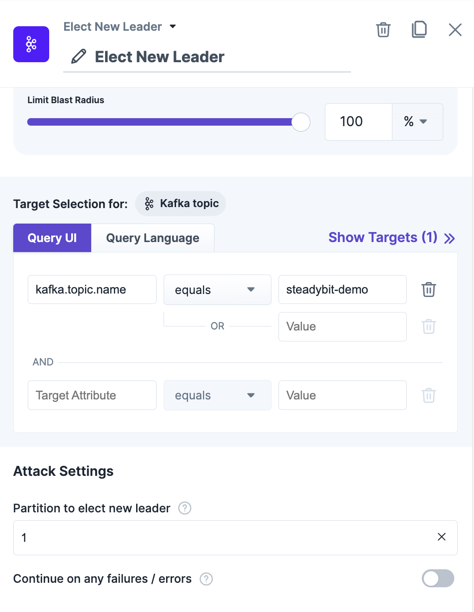 Elect New Leader
Elect New Leader
Limit Blast Radius
100 %
Target Selection for: Kafka topic
Query UI Query Language Show Targets (1)
kafka.topic.name equals steadybit-demo
OR Value
AND
Target Attribute equals Value
Attack Settings
Partition to elect new leader ?
1
Continue on any failures / errors ?